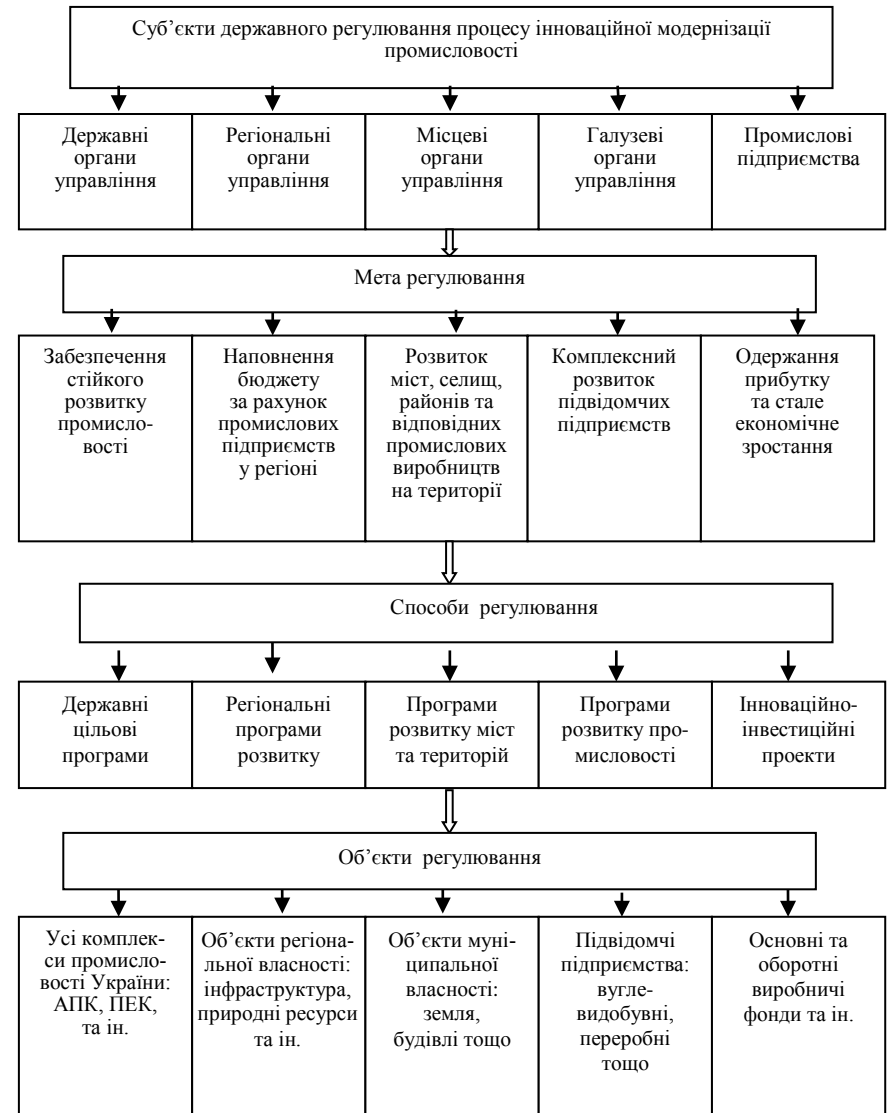 Суб’єкти державного регулювання процесу інноваційної модернізації
промисловості
Державні
органи
управління
Регіональні
органи
управління
Місцеві
органи
управління
Галузеві
органи
управління
Промислові
підприємства
Мета регулювання
Забезпечення
стійкого
розвитку
промисло-
вості
Наповнення
бюджету
за рахунок
промислових
підприємств
у регіоні
Розвиток
міст, селищ,
районів та
відповідних
промислових
виробництв
на території
Комплексний
розвиток
підвідомчих
підприємств
Одержання
прибутку
та стале
економічне
зростання
Способи регулювання
Державні
цільові
програми
Регіональні
програми
розвитку
Програми
розвитку міст
та територій
Програми
розвитку про-
мисловості
Інноваційно-
інвестиційні
проекти
Об’єкти регулювання
Усі комплек-
си промисло-
вості України:
АПК, ПЕК,
та ін.
Об’єкти регіона-
льної власності:
інфраструктура,
природні ресурси
та ін.
Об’єкти муні-
ципальної
власності:
земля,
будівлі тощо
Підвідомчі
підприємства:
вугле-
видобувні,
переробні
тощо
Основні та
оборотні
виробничі
фонди та ін.